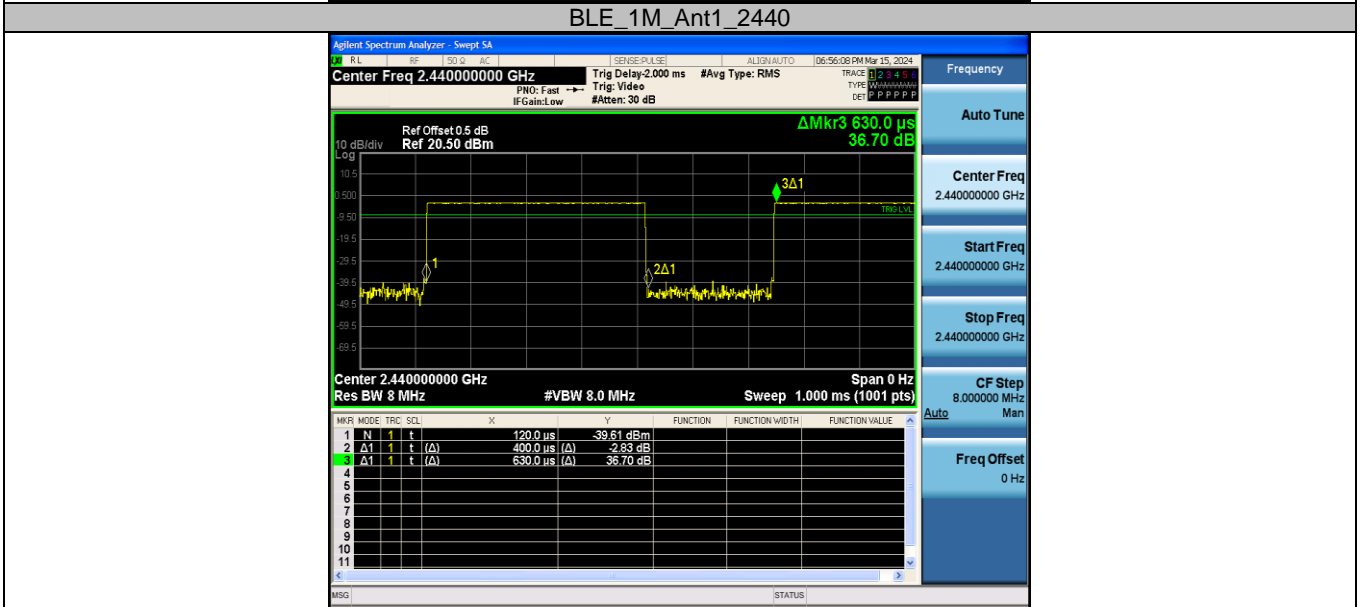 BLE_1M_Ant1_2440
Agilent Spectrum Analyzer - Swept SA
RL RF 50 Ω AC SENSE:PULSE ALIGN AUTO 06:56:08 PM Mar 15, 2024
Center Freq 2.440000000 GHz
PNO: Fast
IFGain:Low
Trig Delay-2.000 ms
Trig: Video
#Atten: 30 dB
#Avg Type: RMS
TRACE 1 2 3 4 5 6
TYPE W
DET P P P P P P
ΔMkr3 630.0 µs
36.70 dB
Ref Offset 0.5 dB
10 dB/div Ref 20.50 dBm
Log
10.5
0.500
-9.50
-19.5
-29.5
-39.5
-49.5
-59.5
-69.5
1
2Δ1
3Δ1
TRIG LVL
Center 2.440000000 GHz Span 0 Hz
Res BW 8 MHz #VBW 8.0 MHz Sweep 1.000 ms (1001 pts)
MKR MODE TRC SCL X Y FUNCTION FUNCTION WIDTH FUNCTION VALUE
1 N 1 t 120.0 µs -39.61 dBm
2 Δ1 1 t (Δ) 400.0 µs (Δ) -2.83 dB
3 Δ1 1 t (Δ) 630.0 µs (Δ) 36.70 dB
4
5
6
7
8
9
10
11
MSG STATUS
Frequency
Auto Tune
Center Freq
2.440000000 GHz
Start Freq
2.440000000 GHz
Stop Freq
2.440000000 GHz
CF Step
8.000000 MHz
Auto Man
Freq Offset
0 Hz